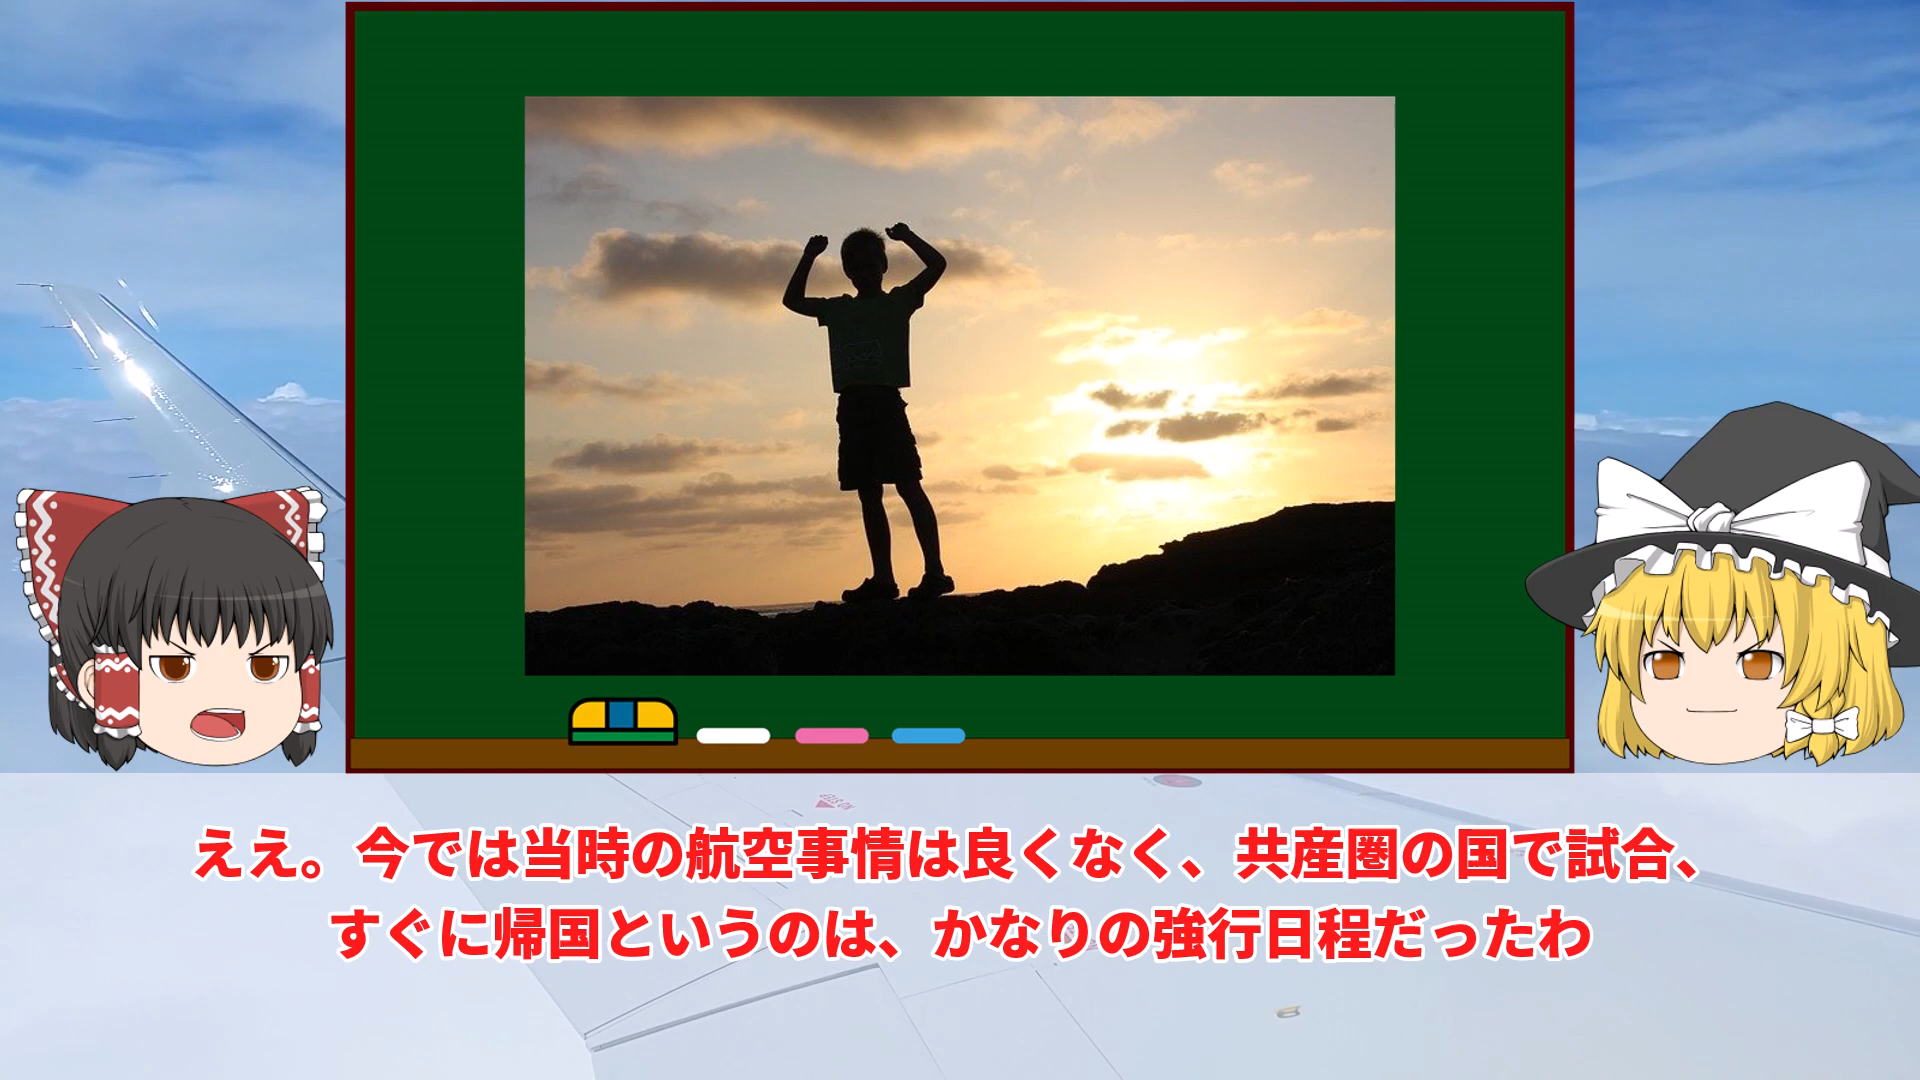 ええ。今では当時の航空事情は良くなく、共産圏の国で試合、
すぐに帰国というのは、かなりの強行日程だったわ
NO STEP